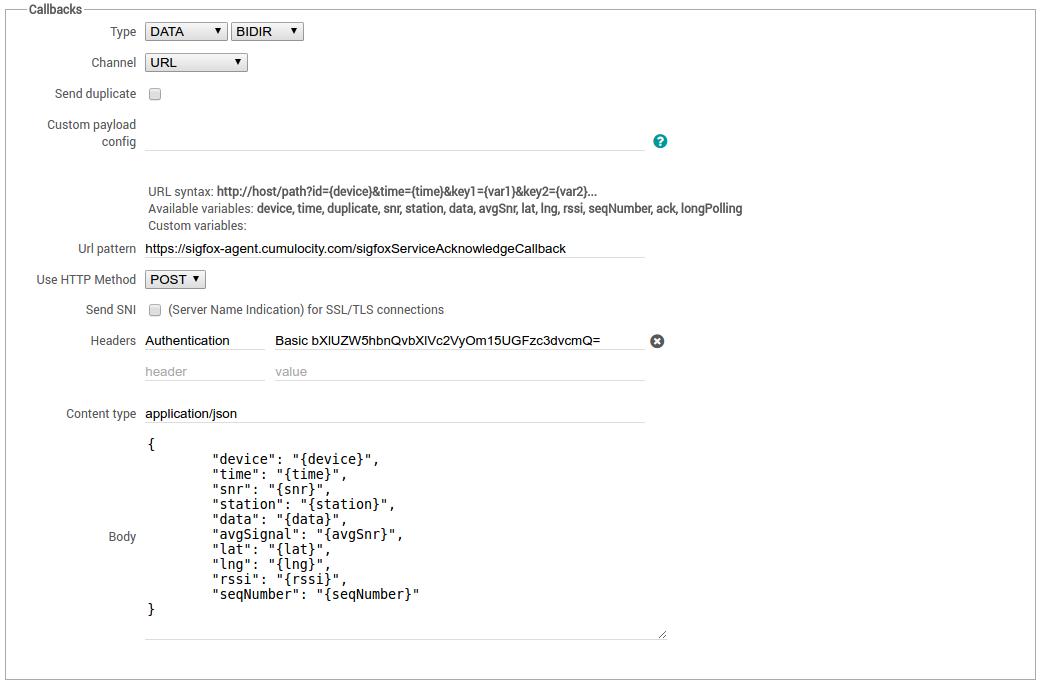 Callbacks
Type DATA BIDIR
Channel URL
Send duplicate
Custom payload
config
?
URL syntax: http://host/path?id={device}&time={time}&key1={var1}&key2={var2}...
Available variables: device, time, duplicate, snr, station, data, avgSnr, lat, lng, rssi, seqNumber, ack, longPolling
Custom variables:
Url pattern https://sigfox-agent.cumulocity.com/sigfoxServiceAcknowledgeCallback
Use HTTP Method POST
Send SNI (Server Name Indication) for SSL/TLS connections
Headers Authentication Basic bXlUZW5hbnQvbXlVc2VyOm15UGFzc3dvcmQ=
header value
Content type application/json
Body
{
"device": "{device}",
"time": "{time}",
"snr": "{snr}",
"station": "{station}",
"data": "{data}",
"avgSignal": "{avgSnr}",
"lat": "{lat}",
"lng": "{lng}",
"rssi": "{rssi}",
"seqNumber": "{seqNumber}"
}